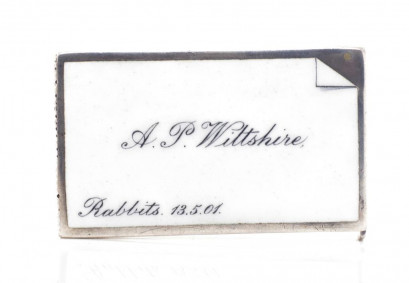 A. P. Wiltshire.
Rabbits. 13.5.01.